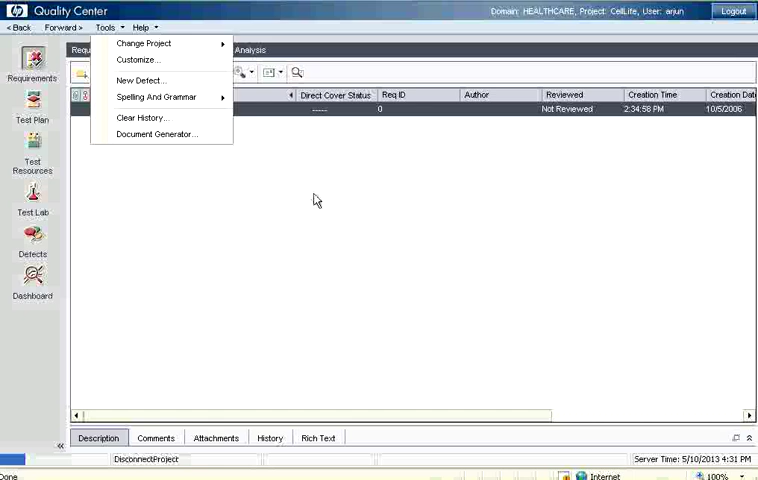 hp Quality Center
Domain: HEALTHCARE, Project: CellLife, User: arjun
Logout
< Back Forward > Tools Help
Requ
Analysis
Change Project
Customize...
New Defect...
Spelling And Grammar
Clear History...
Document Generator...
Requirements
Test Plan
Test Resources
Test Lab
Defects
Dashboard
Direct Cover Status Req ID Author Reviewed Creation Time Creation Date
----- 0 Not Reviewed 2:34:58 PM 10/5/2006
Description Comments Attachments History Rich Text
DisconnectProject
Server Time: 5/10/2013 4:31 PM
Done
Internet
100%